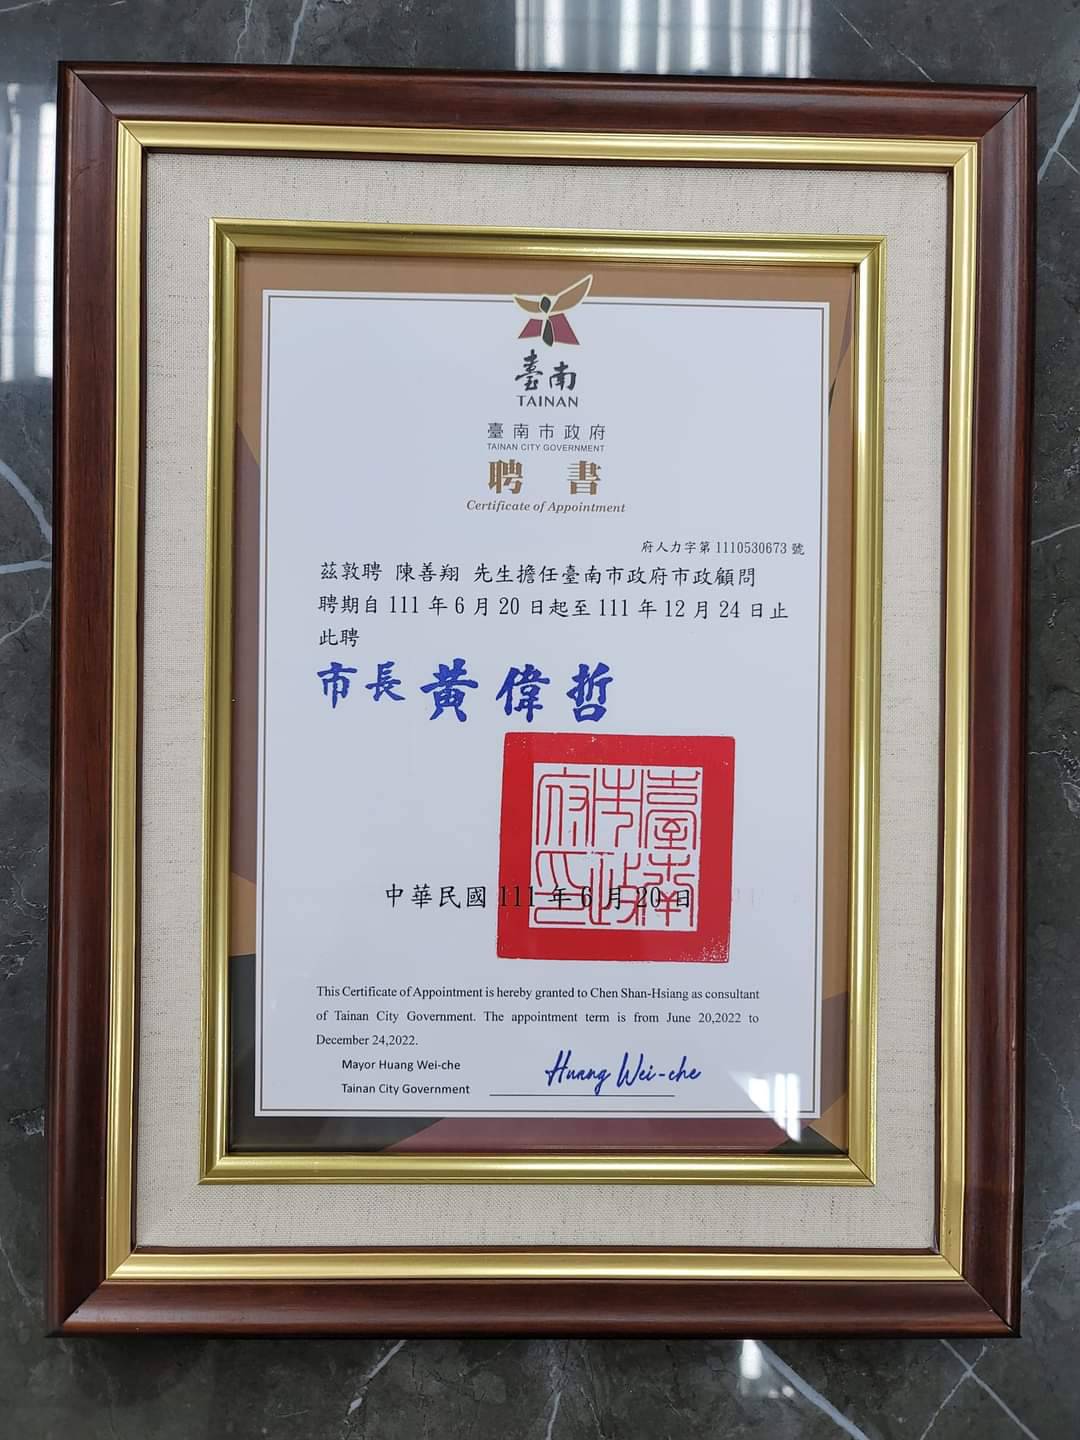 臺南
TAINAN
臺南市政府
TAINAN CITY GOVERNMENT
聘書
Certificate of Appointment
府人力字第 1110530673 號
茲敦聘 陳善翔 先生擔任臺南市政府市政顧問
聘期自 111 年 6 月 20 日起至 111 年 12 月 24 日止
此聘
市長 黃偉哲
臺南市政府印
中華民國 111 年 6 月 20 日
This Certificate of Appointment is hereby granted to Chen Shan-Hsiang as consultant
of Tainan City Government. The appointment term is from June 20,2022 to
December 24,2022.
Mayor Huang Wei-che
Huang Wei-che
Tainan City Government